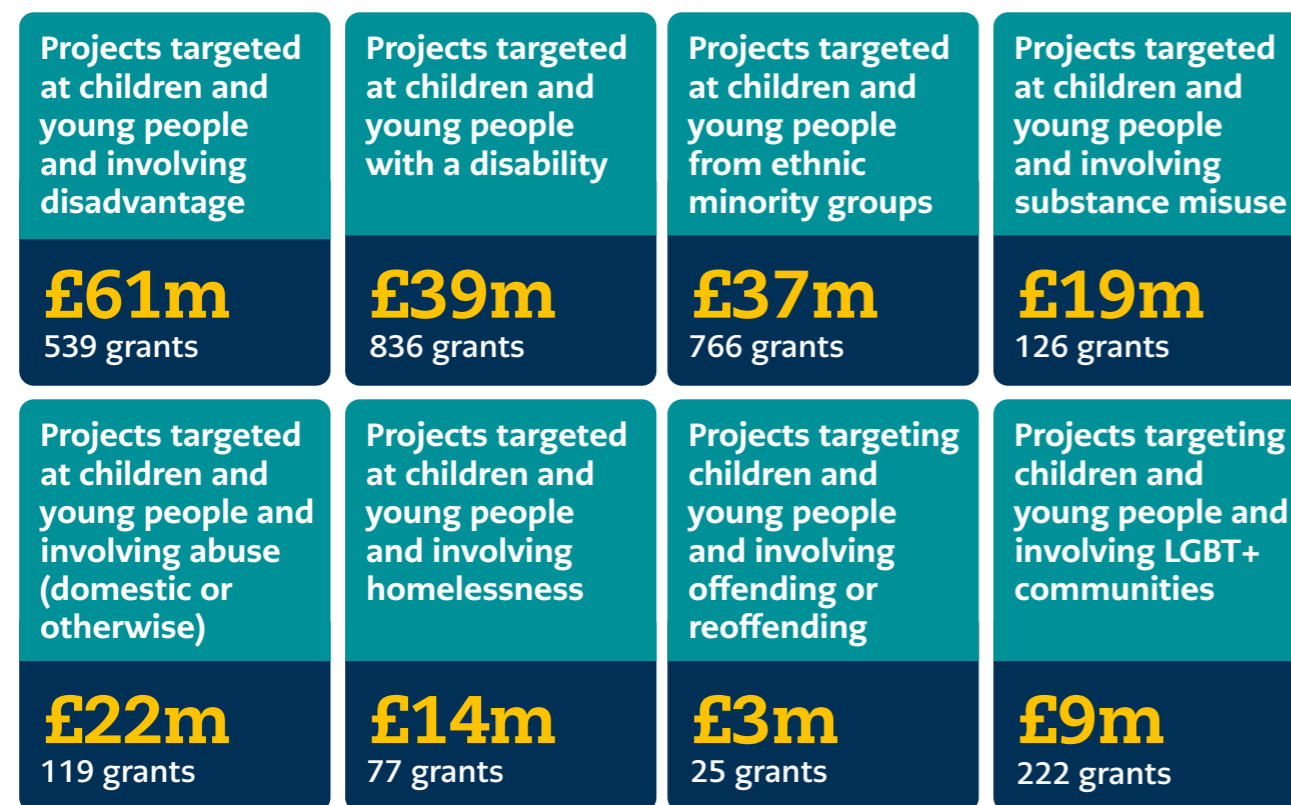 Projects targeted
at children and
young people
and involving
disadvantage
£61m
539 grants
Projects targeted
at children and
young people
with a disability
£39m
836 grants
Projects targeted
at children and
young people
from ethnic
minority groups
£37m
766 grants
Projects targeted
at children and
young people
and involving
substance misuse
£19m
126 grants
Projects targeted
at children and
young people and
involving abuse
(domestic or
otherwise)
£22m
119 grants
Projects targeted
at children and
young people
and involving
homelessness
£14m
77 grants
Projects targeting
children and
young people
and involving
offending or
reoffending
£3m
25 grants
Projects targeting
children and
young people and
involving LGBT+
communities
£9m
222 grants